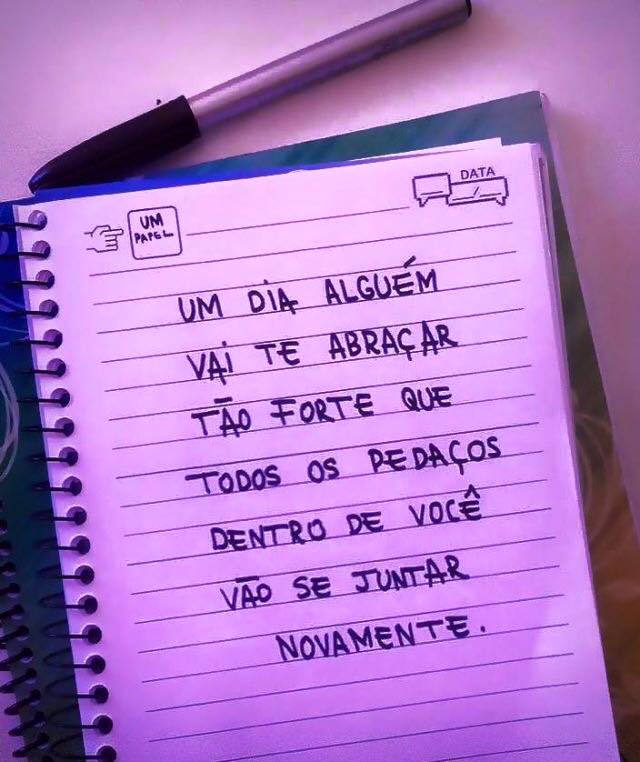 DATA
UM
PAPEL
UM DIA ALGUÉM
VAI TE ABRAÇAR
TÃO FORTE QUE
TODOS OS PEDAÇOS
DENTRO DE VOCÊ
VÃO SE JUNTAR
NOVAMENTE.